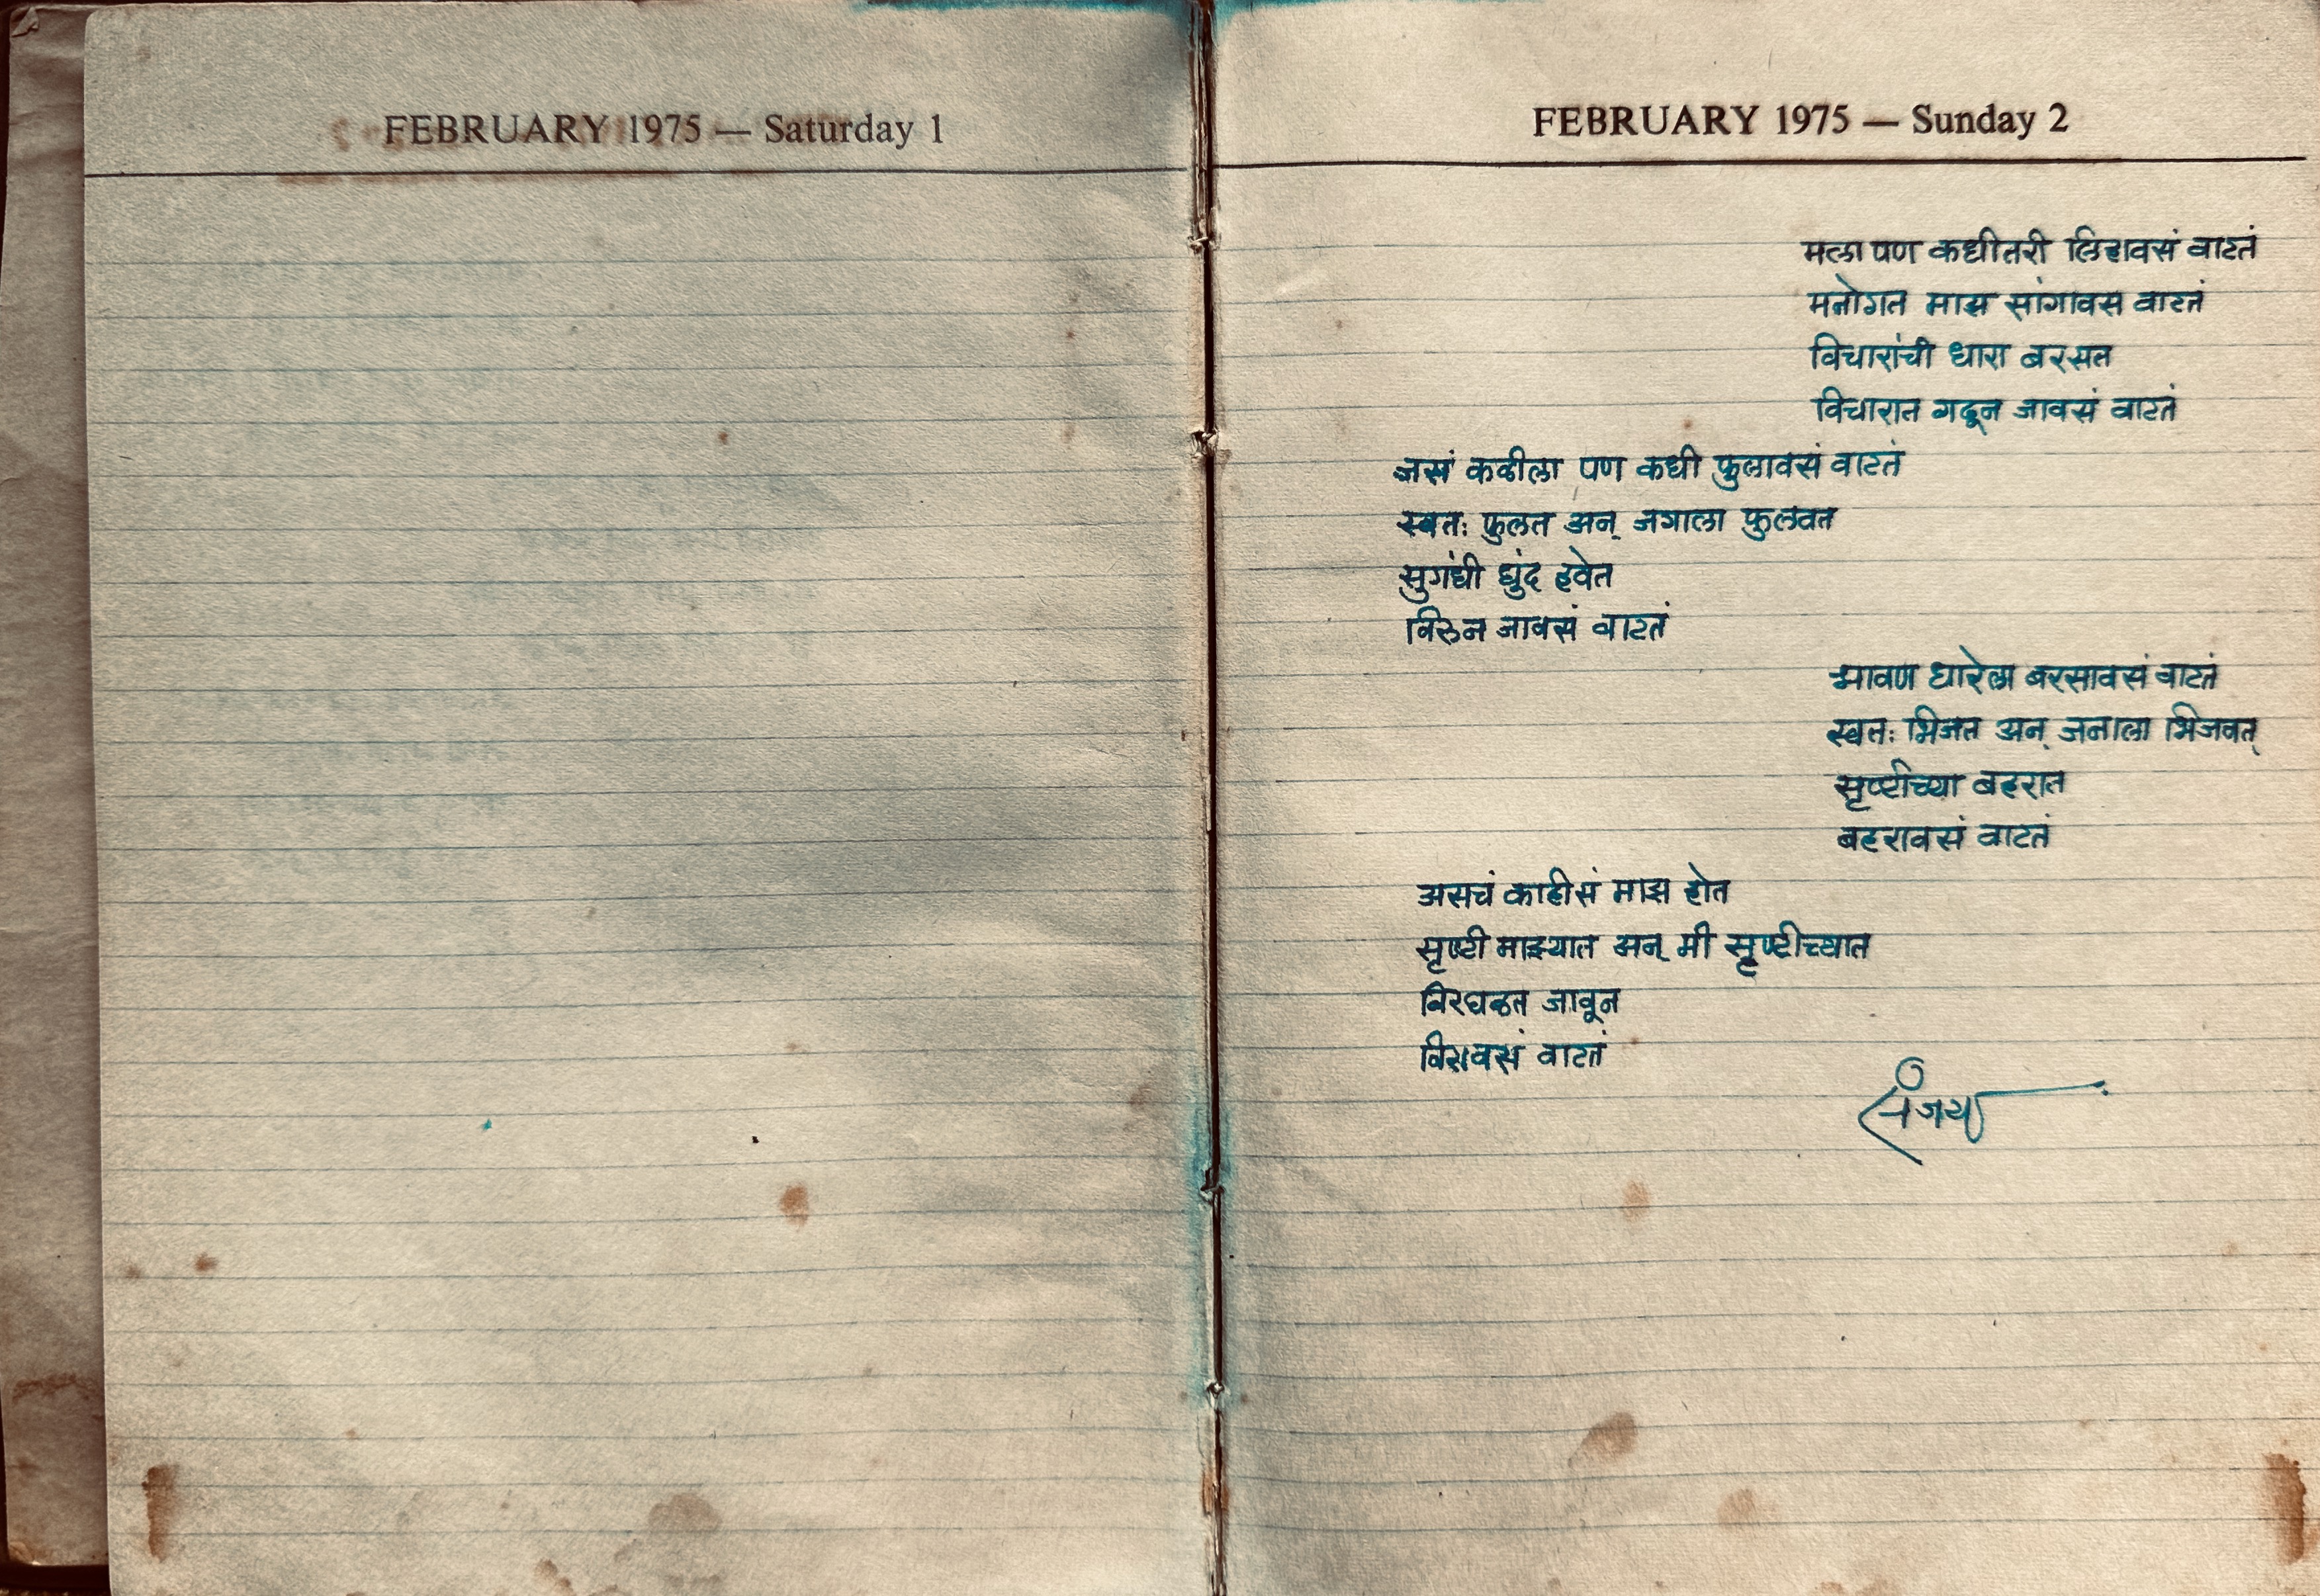 FEBRUARY 1975 — Saturday 1
FEBRUARY 1975 — Sunday 2
मला पण कधीतरी लिहावसं वाटतं
मनोगत माझ सांगावस वाटतं
विचारांची धारा बरसत
विचारात गढून जावसं वाटतं
जसं कळीला पण कधी फुलावसं वाटतं
स्वतः फुलत अन् जगाला फुलवत
सुगंधी धुंद हवेत
विरुन जावसं वाटतं
श्रावण धारेला बरसावसं वाटतं
स्वतः भिजत अन् जनाला भिजवत्
सृष्टीच्या बहरात
बहरावसं वाटतं
असचं काहीसं माझ होत
सृष्टी माझ्यात अन् मी सृष्टीच्यात
विरघळत जावून
विरावसं वाटतं
संजय